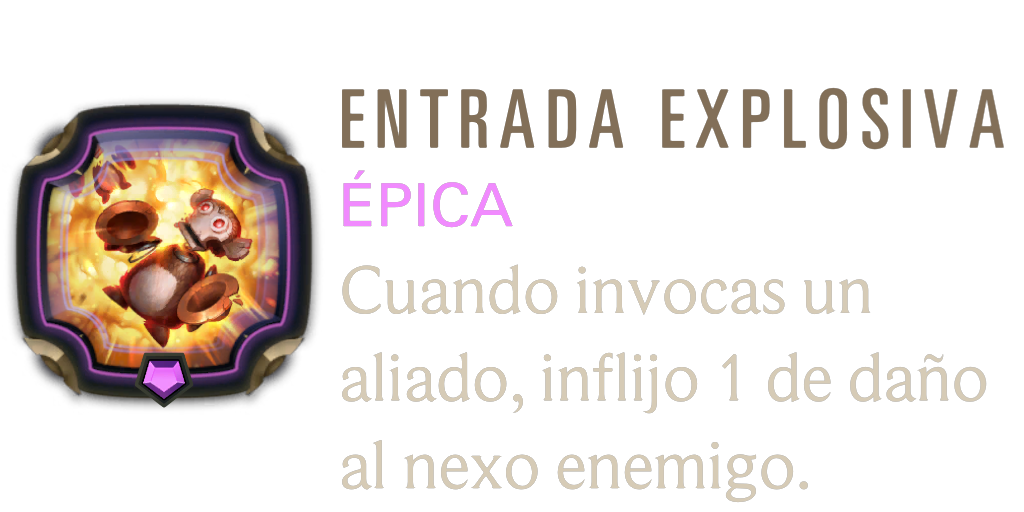 ENTRADA EXPLOSIVA
ÉPICA
Cuando invocas un
aliado, inflijo 1 de daño
al nexo enemigo.